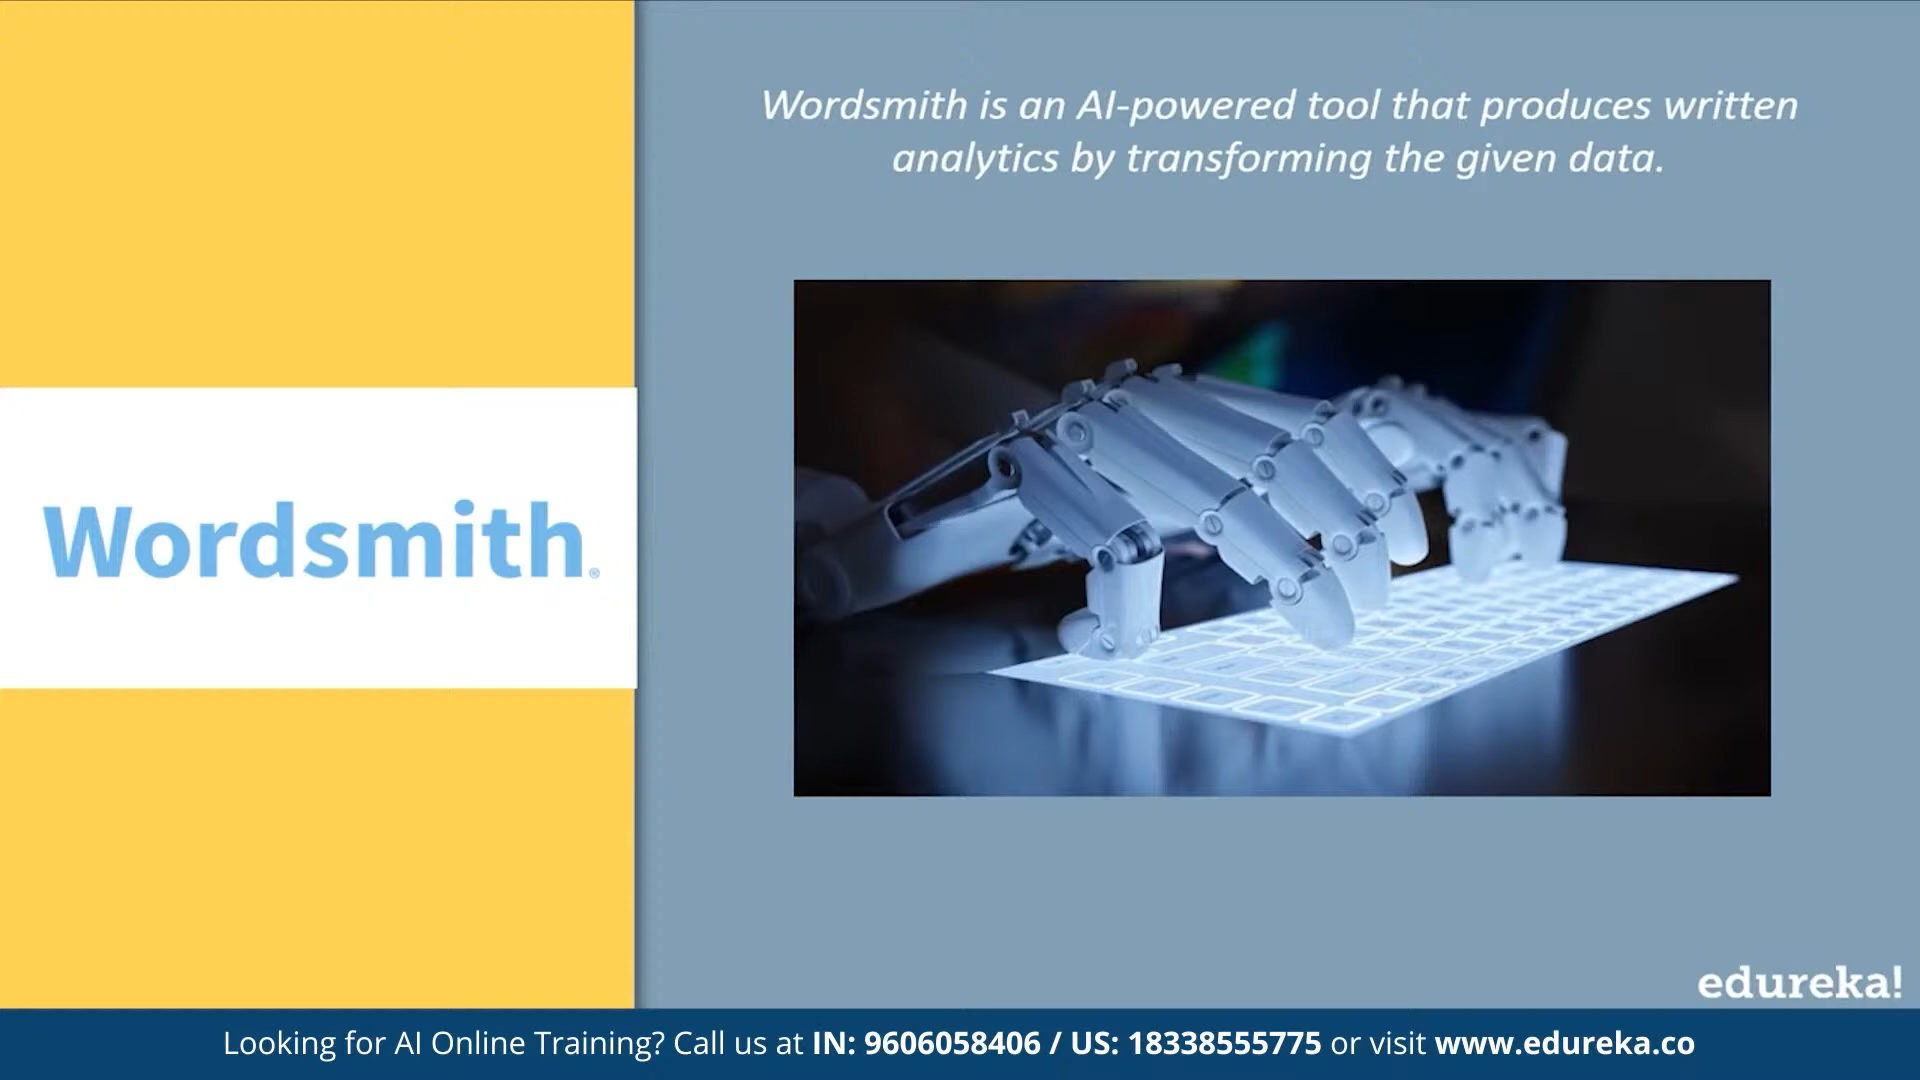 Wordsmith is an AI-powered tool that produces written
analytics by transforming the given data.
Wordsmith®
edureka!
Looking for AI Online Training? Call us at IN: 9606058406 / US: 18338555775 or visit www.edureka.co